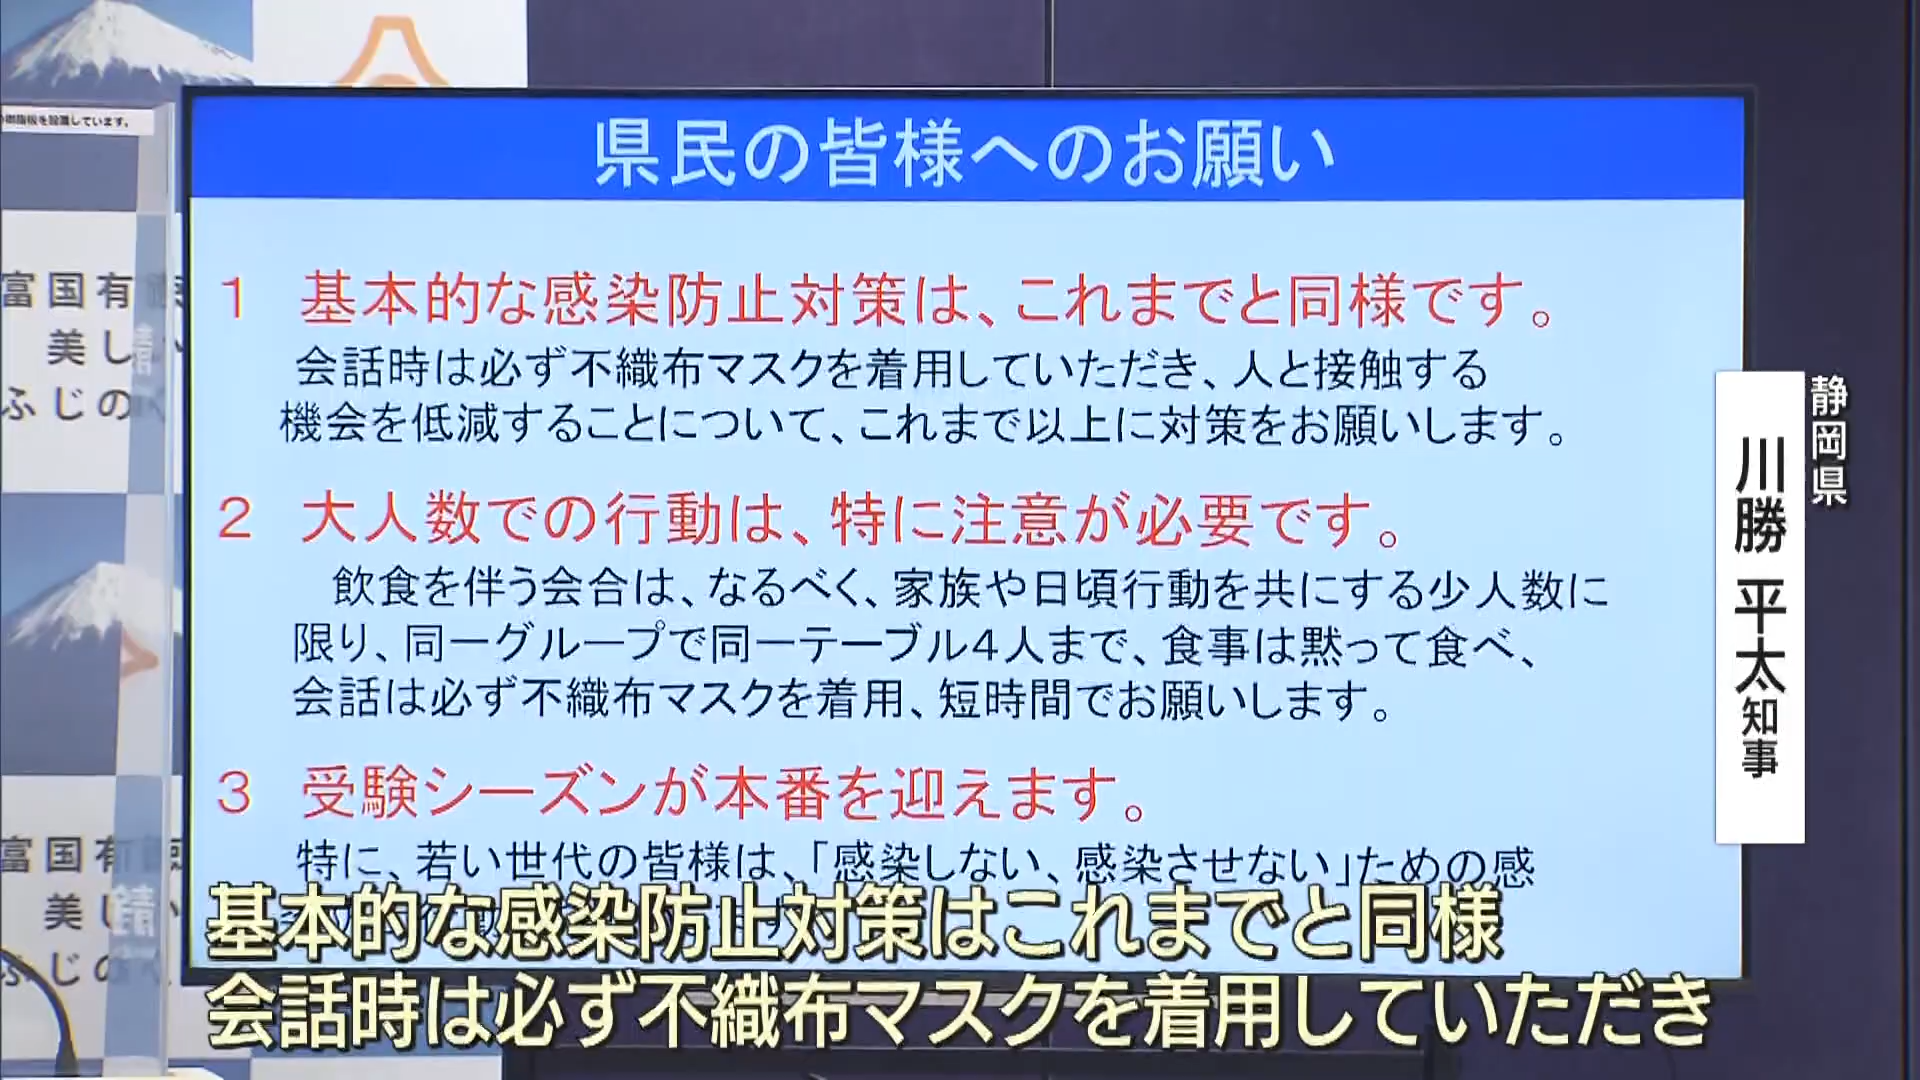 県民の皆様へのお願い
1 基本的な感染防止対策は、これまでと同様です。
会話時は必ず不織布マスクを着用していただき、人と接触する
機会を低減することについて、これまで以上に対策をお願いします。
2 大人数での行動は、特に注意が必要です。
飲食を伴う会合は、なるべく、家族や日頃行動を共にする少人数に
限り、同一グループで同一テーブル4人まで、食事は黙って食べ、
会話は必ず不織布マスクを着用、短時間でお願いします。
3 受験シーズンが本番を迎えます。
特に、若い世代の皆様は、「感染しない、感染させない」ための感
静岡県
川勝 平太知事
基本的な感染防止対策はこれまでと同様
会話時は必ず不織布マスクを着用していただき
を設置しています。
富国有
美し
ふじの
富国有
美し
ふじの